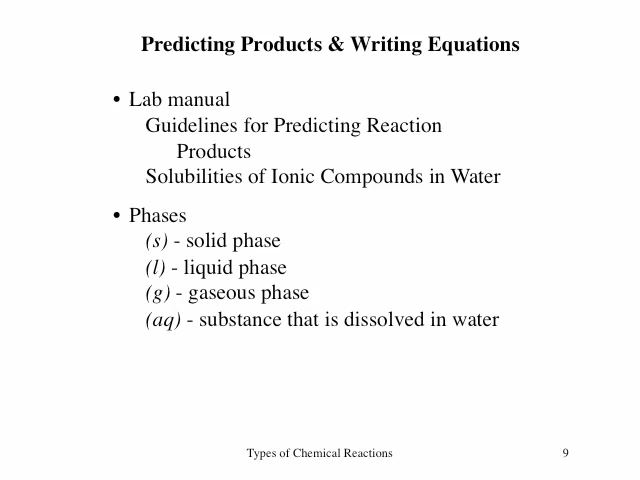 Predicting Products & Writing Equations
• Lab manual
Guidelines for Predicting Reaction
Products
Solubilities of Ionic Compounds in Water
• Phases
(s) - solid phase
(l) - liquid phase
(g) - gaseous phase
(aq) - substance that is dissolved in water
Types of Chemical Reactions
9